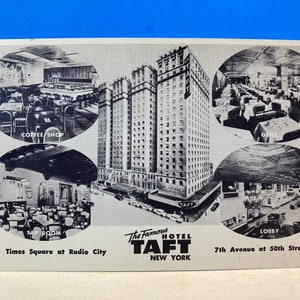 COFFEE SHOP
GRILL
TAP ROOM
LOBBY
TAFT
The Famous
HOTEL
TAFT
NEW YORK
Times Square at Radio City
7th Avenue at 50th